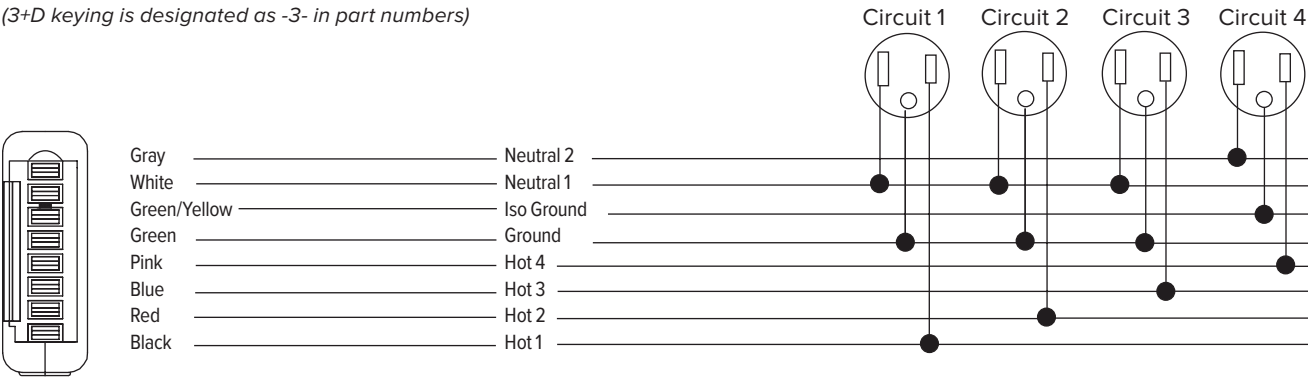 (3+D keying is designated as -3- in part numbers)
Circuit 1 Circuit 2 Circuit 3 Circuit 4
Gray Neutral 2
White Neutral 1
Green/Yellow Iso Ground
Green Ground
Pink Hot 4
Blue Hot 3
Red Hot 2
Black Hot 1